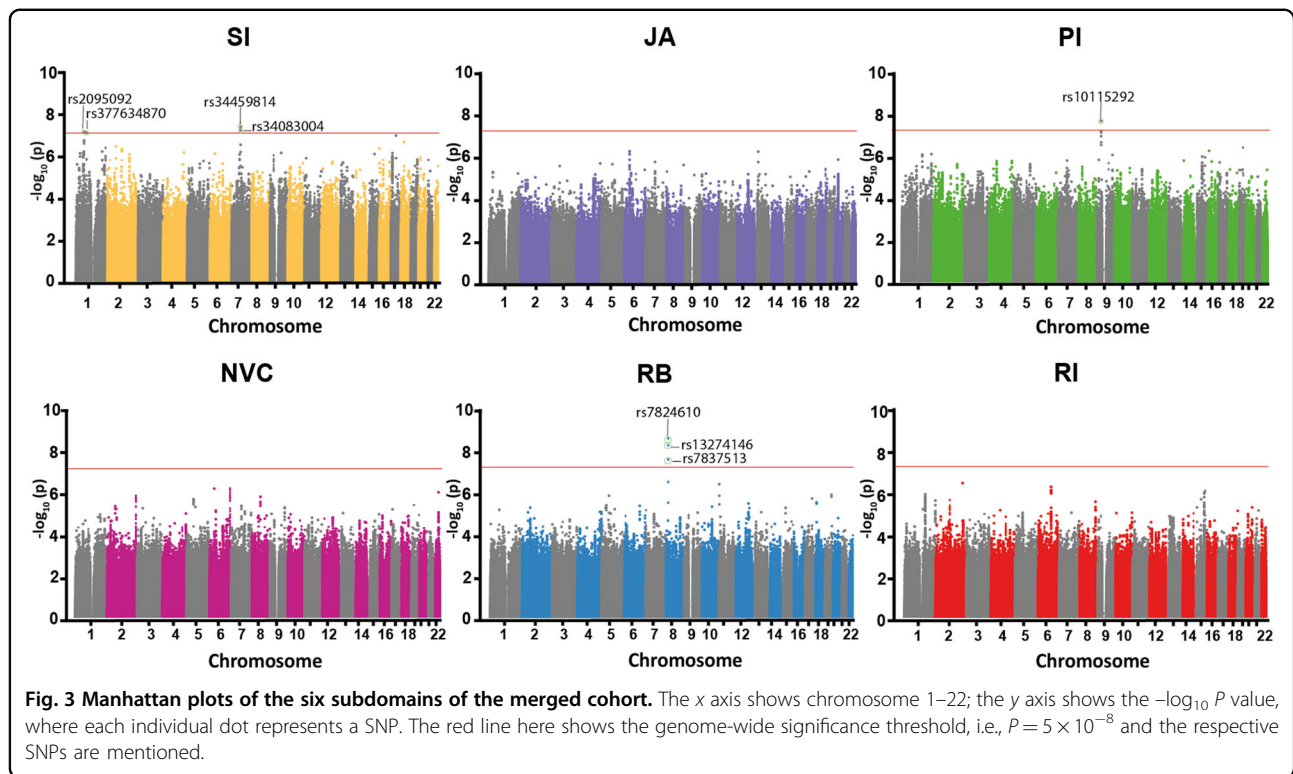 SI
JA
PI
-log10 (p)
10
8
6
4
2
0
rs2095092
rs377634870
rs34459814
rs34083004
1 2 3 4 5 6 7 8 9 10 12 14 16 18 22
Chromosome
-log10 (p)
10
8
6
4
2
0
1 2 3 4 5 6 7 8 9 10 12 14 16 18 22
Chromosome
-log10 (p)
10
8
6
4
2
0
rs10115292
1 2 3 4 5 6 7 8 9 10 12 14 16 18 22
Chromosome
NVC
RB
RI
-log10 (p)
10
8
6
4
2
0
1 2 3 4 5 6 7 8 9 10 12 14 16 18 22
Chromosome
-log10 (p)
10
8
6
4
2
0
rs7824610
rs13274146
rs7837513
1 2 3 4 5 6 7 8 9 10 12 14 16 18 22
Chromosome
-log10 (p)
10
8
6
4
2
0
1 2 3 4 5 6 7 8 9 10 12 14 16 18 22
Chromosome
Fig. 3 Manhattan plots of the six subdomains of the merged cohort. The x axis shows chromosome 1–22; the y axis shows the –log10 P value,
where each individual dot represents a SNP. The red line here shows the genome-wide significance threshold, i.e., P = 5 × 10−8 and the respective
SNPs are mentioned.